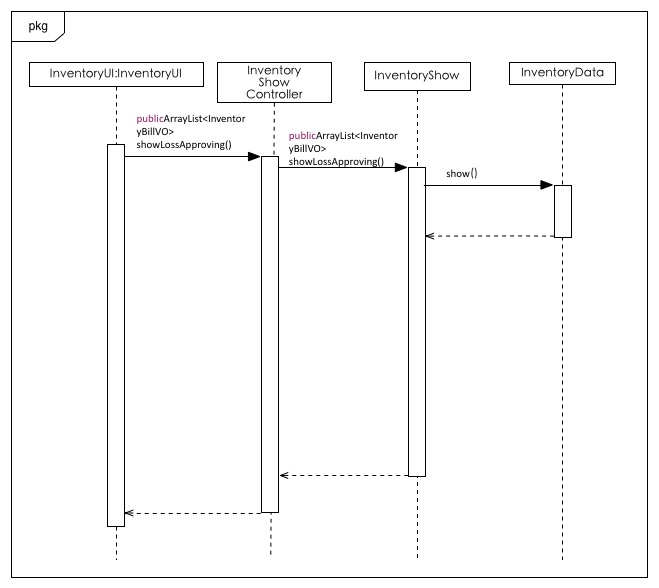 pkg
InventoryUI:InventoryUI
Inventory
Show
Controller
InventoryShow
InventoryData
publicArrayList<Inventor
yBillVO>
showLossApproving()
publicArrayList<Inventor
yBillVO>
showLossApproving()
show()